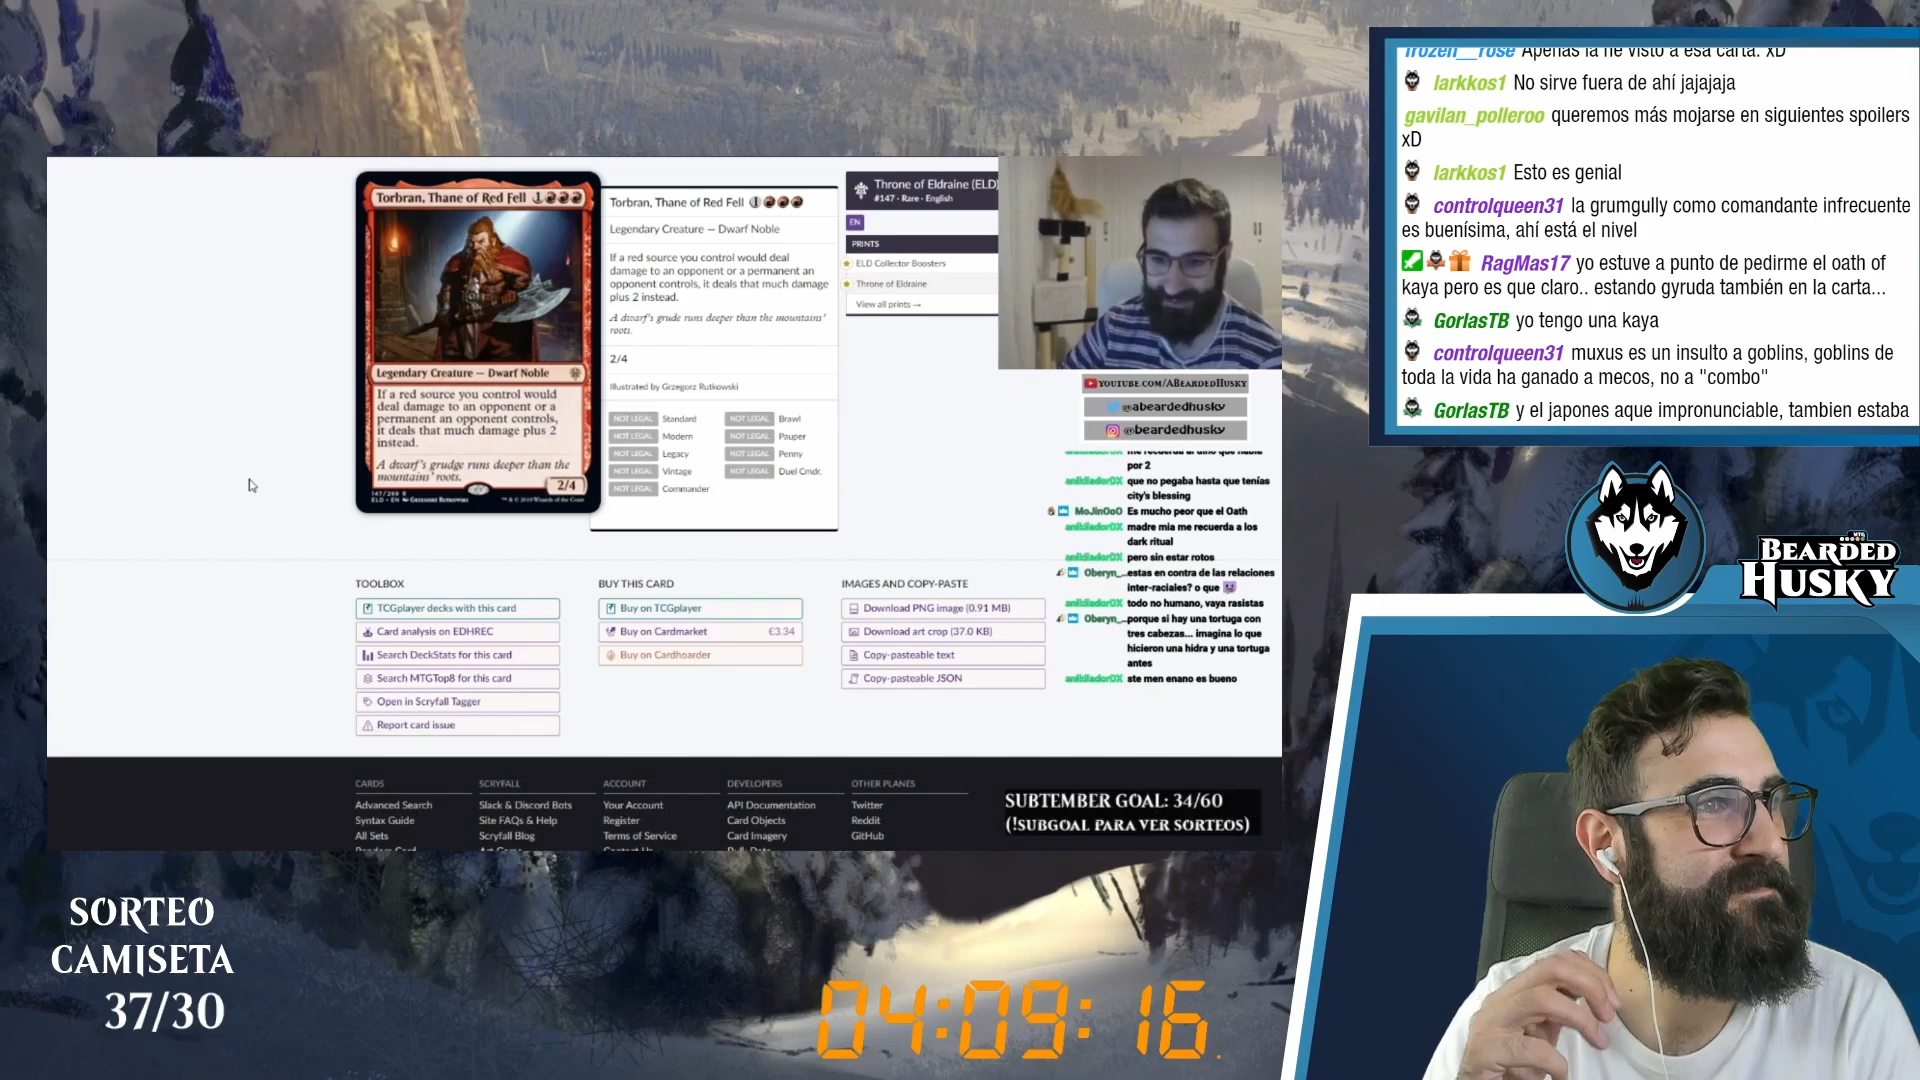 Torbran, Thane of Red Fell
Legendary Creature — Dwarf Noble
If a red source you control would
deal damage to an opponent or a
permanent an opponent controls,
it deals that much damage plus 2
instead.
A dwarf's grudge runs deeper than the
mountains' roots.
2/4
Torbran, Thane of Red Fell
Legendary Creature — Dwarf Noble
If a red source you control would deal
damage to an opponent or a permanent an
opponent controls, it deals that much damage
plus 2 instead.
A dwarf's grude runs deeper than the mountains'
roots.
2/4
Illustrated by Grzegorz Rutkowski
NOT LEGAL Standard NOT LEGAL Brawl
NOT LEGAL Modern NOT LEGAL Pauper
NOT LEGAL Legacy NOT LEGAL Penny
NOT LEGAL Vintage NOT LEGAL Duel Cmdr.
NOT LEGAL Commander
Throne of Eldraine (ELD)
#147 · Rare · English
EN
PRINTS
ELD Collector Boosters
Throne of Eldraine
View all prints →
TOOLBOX
TCGplayer decks with this card
Card analysis on EDHREC
Search DeckStats for this card
Search MTGTop8 for this card
Open in Scryfall Tagger
Report card issue
BUY THIS CARD
Buy on TCGplayer
Buy on Cardmarket €3.34
Buy on Cardhoarder
IMAGES AND COPY-PASTE
Download PNG image (0.91 MB)
Download art crop (37.0 KB)
Copy-pasteable text
Copy-pasteable JSON
CARDS
Advanced Search
Syntax Guide
All Sets
SCRYFALL
Slack & Discord Bots
Site FAQs & Help
Scryfall Blog
ACCOUNT
Your Account
Register
Terms of Service
DEVELOPERS
API Documentation
Card Objects
Card Imagery
OTHER PLANES
Twitter
Reddit
GitHub
YOUTUBE.COM/ABEARDEDHUSKY
@abeardedhusky
@beardedhusky
por 2
anikiladorDX que no pegaba hasta que tenías
city's blessing
MoJinOoO Es mucho peor que el Oath
anikiladorDX madre mia me recuerda a los
dark ritual
anikiladorDX pero sin estar rotos
Oberyn_... estas en contra de las relaciones
inter-raciales? o que
anikiladorDX todo no humano, vaya rasistas
Oberyn_... porque si hay una tortuga con
tres cabezas... imagina lo que
hicieron una hidra y una tortuga
antes
anikiladorDX ste men enano es bueno
SUBTEMBER GOAL: 34/60
(!SUBGOAL PARA VER SORTEOS)
frozen__rose Apenas la he visto a esa carta. xD
larkkos1 No sirve fuera de ahí jajajaja
gavilan_polleroo queremos más mojarse en siguientes spoilers
xD
larkkos1 Esto es genial
controlqueen31 la grumgully como comandante infrecuente
es buenísima, ahí está el nivel
RagMas17 yo estuve a punto de pedirme el oath of
kaya pero es que claro.. estando gyruda también en la carta...
GorlasTB yo tengo una kaya
controlqueen31 muxus es un insulto a goblins, goblins de
toda la vida ha ganado a mecos, no a "combo"
GorlasTB y el japones aque impronunciable, tambien estaba
BEARDED
HUSKY
SORTEO
CAMISETA
37/30
04:09:16